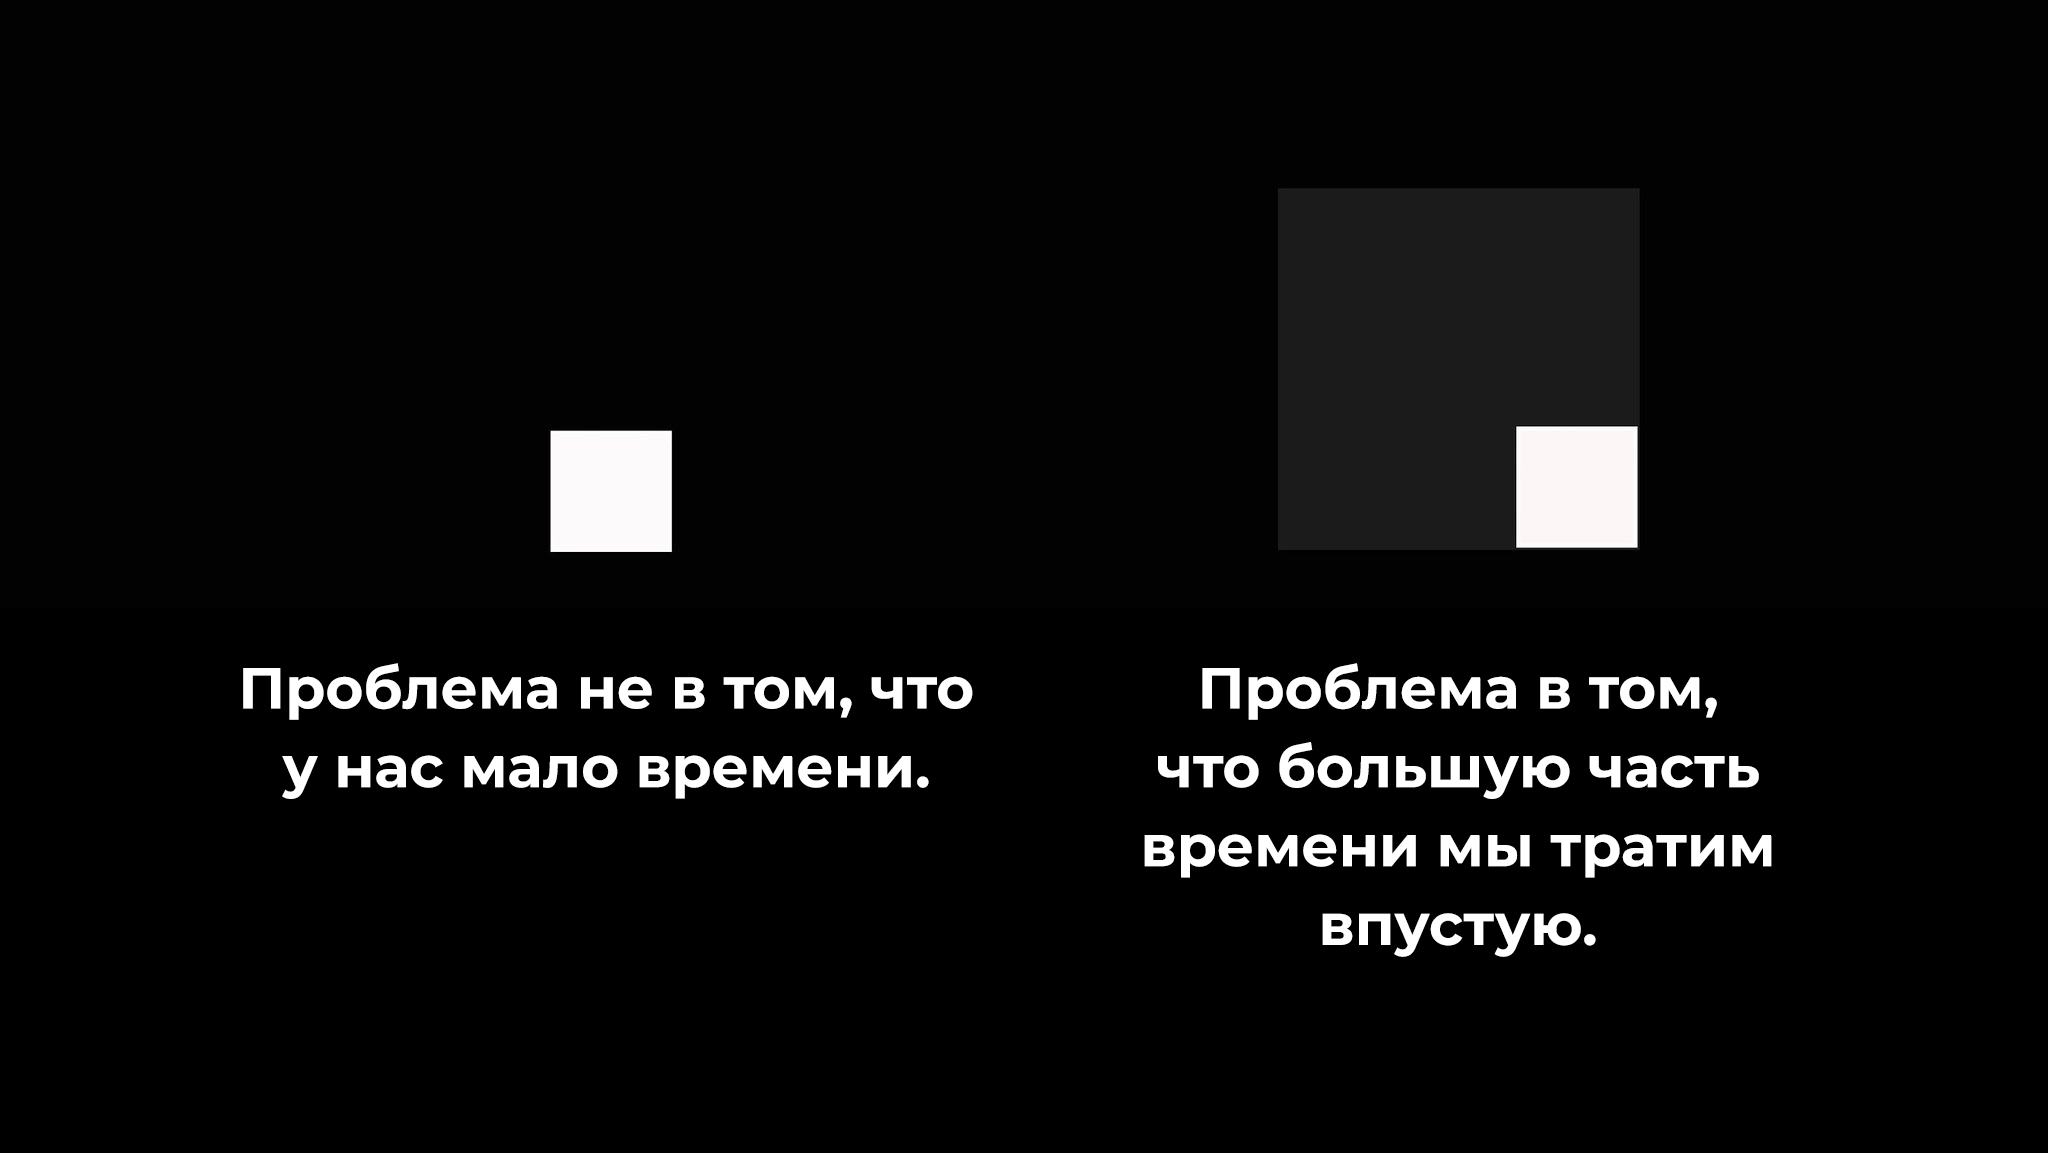 Проблема не в том, что
у нас мало времени.
Проблема в том,
что большую часть
времени мы тратим
впустую.